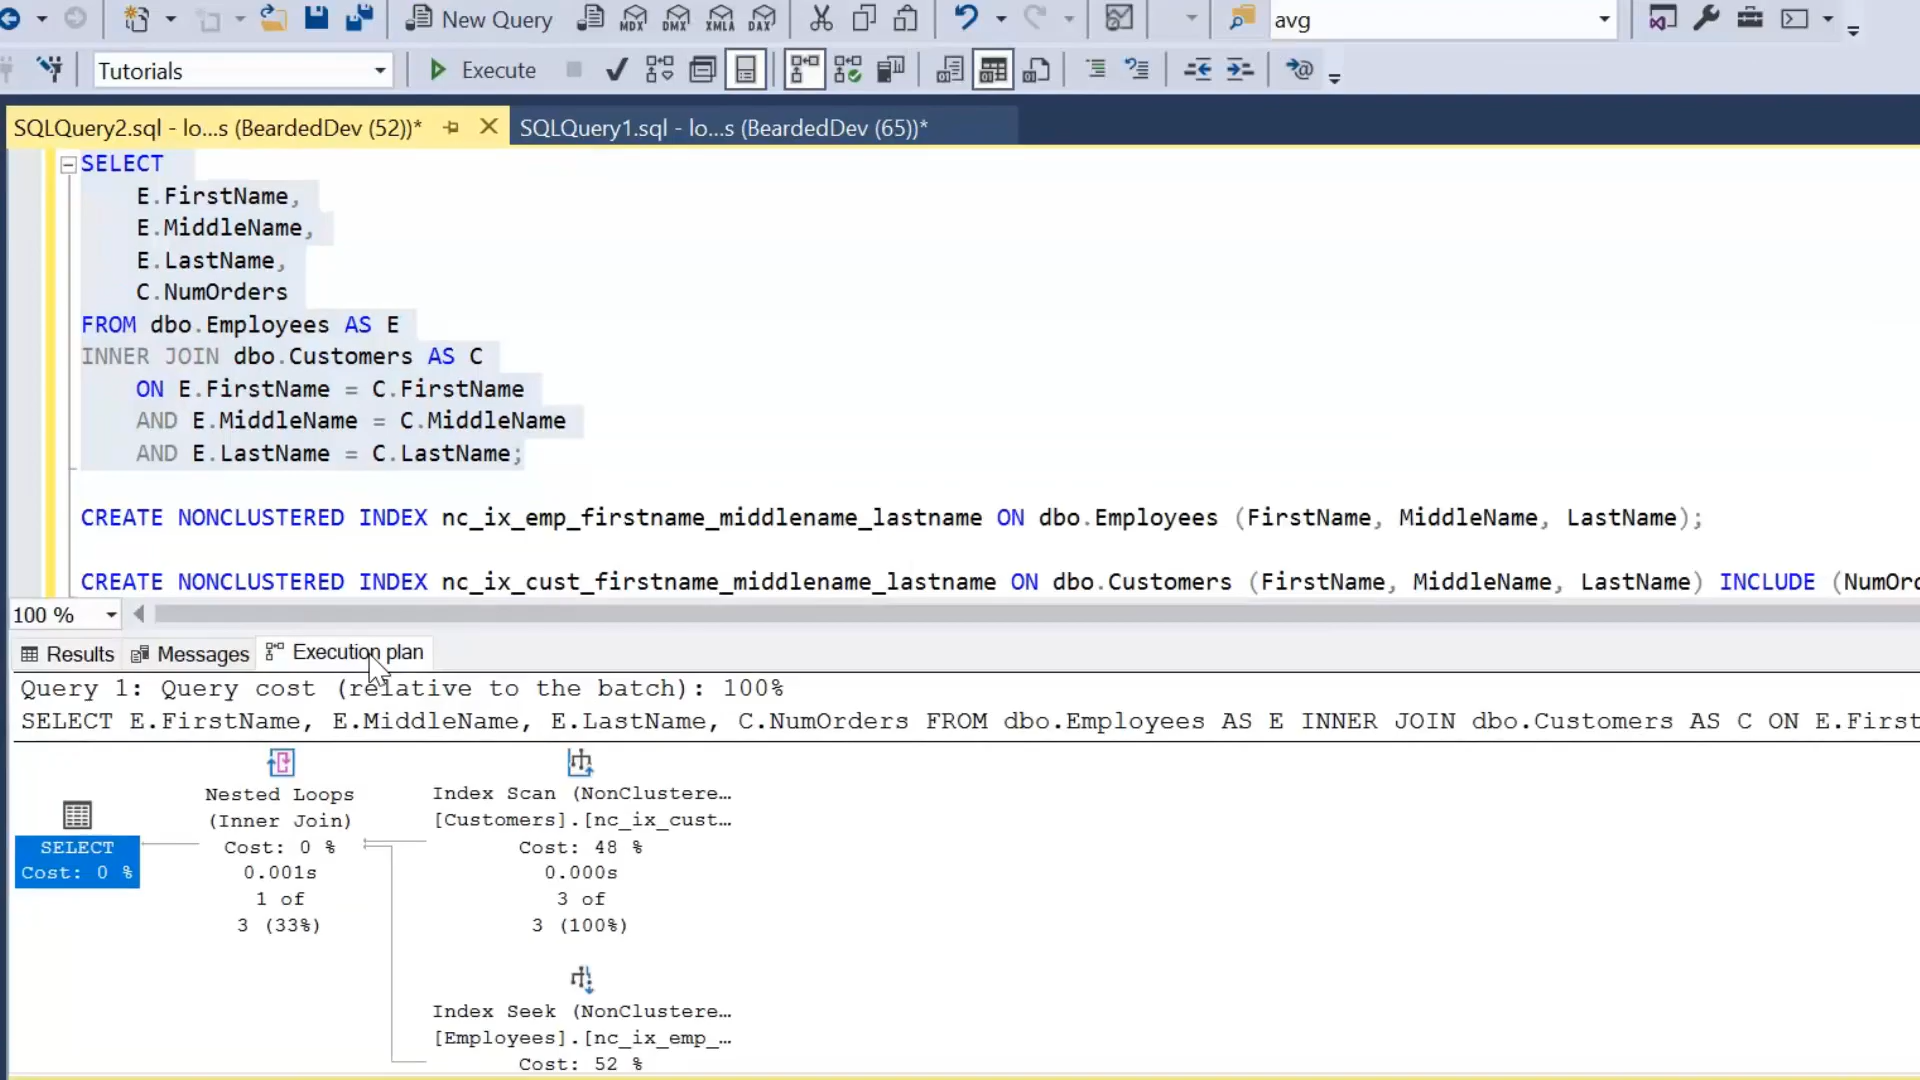 New Query
MDX
DMX
XMLA
DAX
avg
Tutorials
Execute
SQLQuery2.sql - lo...s (BeardedDev (52))*
SQLQuery1.sql - lo...s (BeardedDev (65))*
SELECT
E.FirstName,
E.MiddleName,
E.LastName,
C.NumOrders
FROM dbo.Employees AS E
INNER JOIN dbo.Customers AS C
ON E.FirstName = C.FirstName
AND E.MiddleName = C.MiddleName
AND E.LastName = C.LastName;
CREATE NONCLUSTERED INDEX nc_ix_emp_firstname_middlename_lastname ON dbo.Employees (FirstName, MiddleName, LastName);
CREATE NONCLUSTERED INDEX nc_ix_cust_firstname_middlename_lastname ON dbo.Customers (FirstName, MiddleName, LastName) INCLUDE (NumOr
100 %
Results
Messages
Execution plan
Query 1: Query cost (relative to the batch): 100%
SELECT E.FirstName, E.MiddleName, E.LastName, C.NumOrders FROM dbo.Employees AS E INNER JOIN dbo.Customers AS C ON E.First
SELECT
Cost: 0 %
Nested Loops
(Inner Join)
Cost: 0 %
0.001s
1 of
3 (33%)
Index Scan (NonClustere…
[Customers].[nc_ix_cust…
Cost: 48 %
0.000s
3 of
3 (100%)
Index Seek (NonClustere…
[Employees].[nc_ix_emp_…
Cost: 52 %